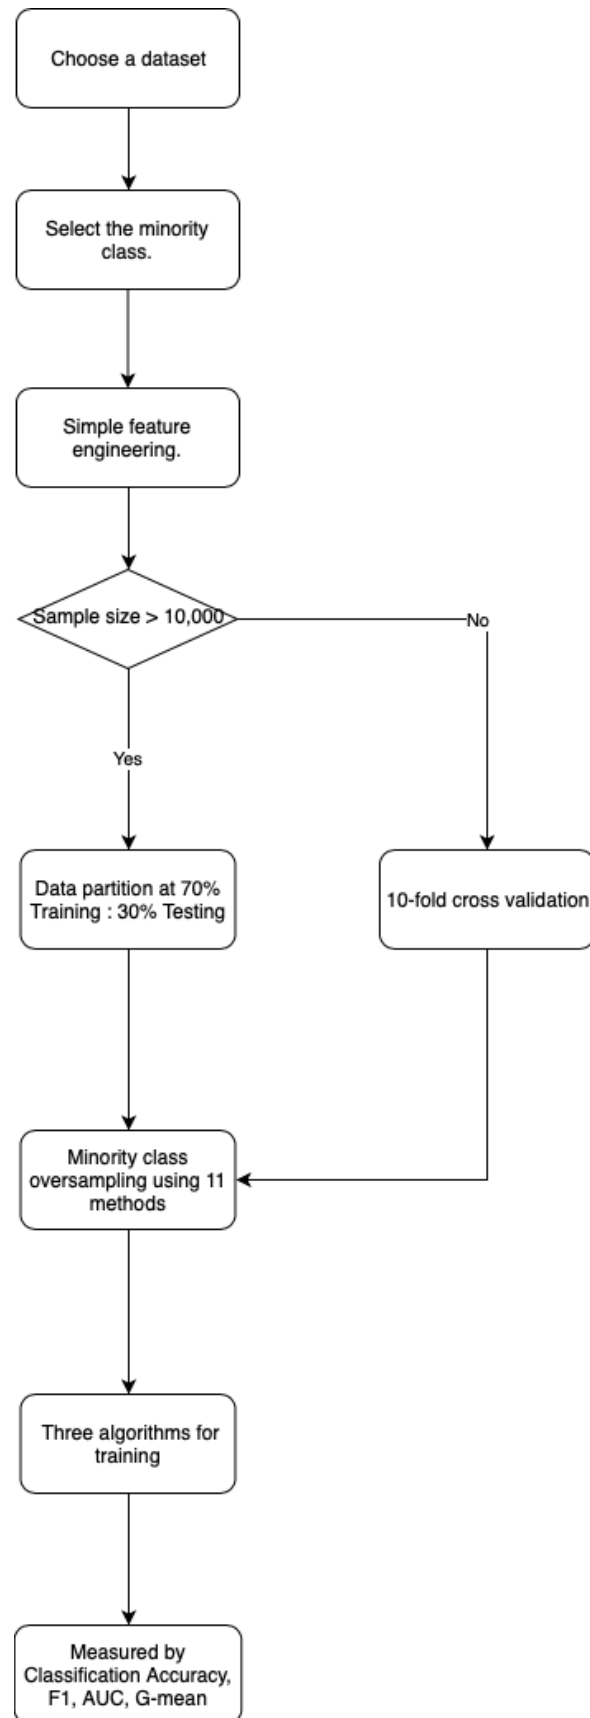 Choose a dataset
Select the minority
class.
Simple feature
engineering.
Sample size > 10,000
No
Yes
Data partition at 70%
Training : 30% Testing
10-fold cross validation
Minority class
oversampling using 11
methods
Three algorithms for
training
Measured by
Classification Accuracy,
F1, AUC, G-mean